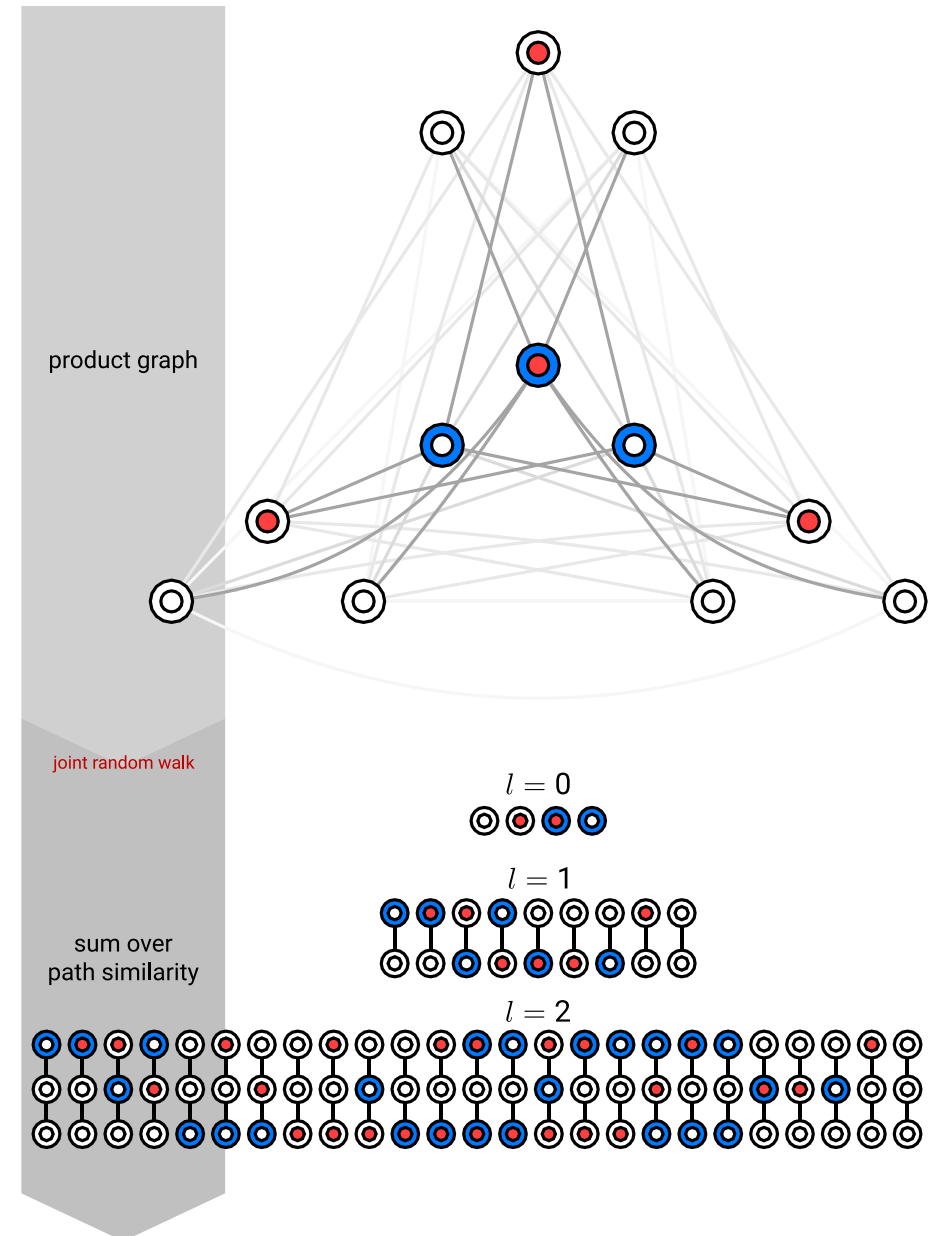 product graph
joint random walk
l = 0
l = 1
sum over
path similarity
l = 2